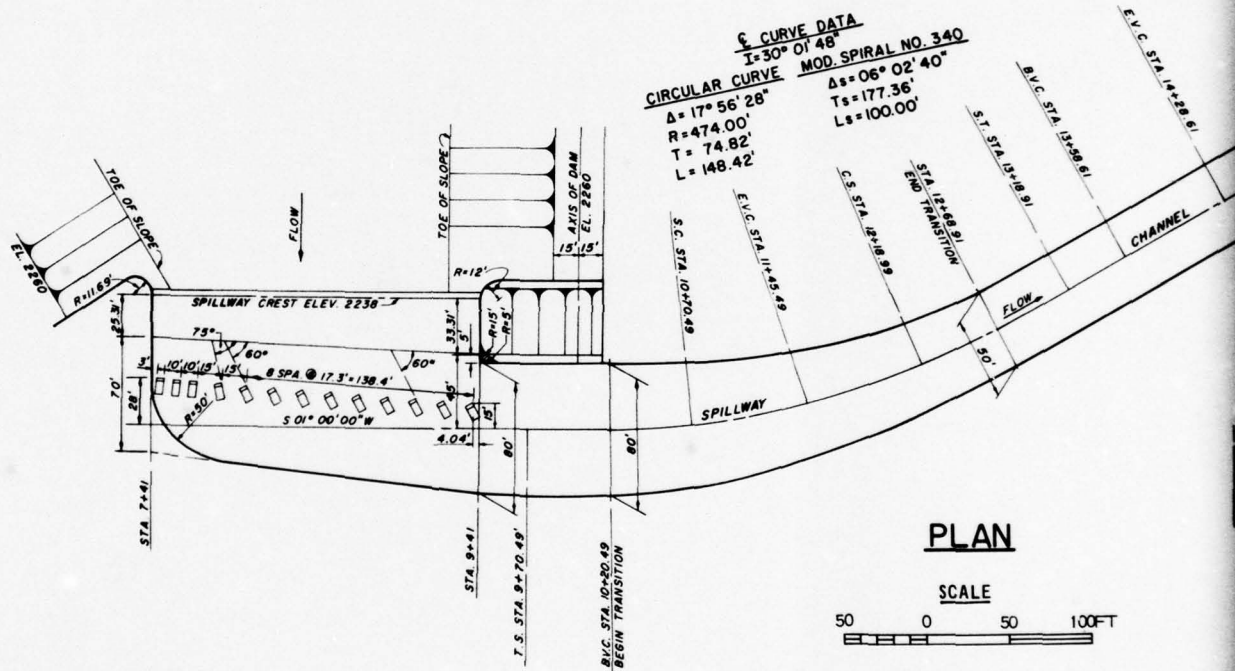 ℄ CURVE DATA
I=30° 01' 48"
CIRCULAR CURVE
Δ= 17° 56' 28"
R=474.00'
T= 74.82'
L= 148.42'
MOD. SPIRAL NO. 340
Δs= 06° 02' 40"
Ts=177.36'
Ls=100.00'
E.V.C. STA. 14+28.61
B.V.C. STA. 13+58.61
S.T. STA. 13+18.91
STA. 12+68.91
END TRANSITION
C.S. STA. 12+18.99
E.V.C. STA. 11+45.49
S.C. STA. 10+70.49
TOE OF SLOPE
EL. 2260
R=11.69'
FLOW
TOE OF SLOPE
AXIS OF DAM
EL. 2260
15'
15'
R=12'
SPILLWAY CREST ELEV. 2238
25.31'
33.31'
5'
R=15'
R=5'
75°
60°
60°
3'
10'
10'
15'
15'
8 SPA. @ 17.3'=138.4'
70'
28'
R=50'
S 01° 00' 00" W
45'
15'
4.04'
80'
80'
SPILLWAY
FLOW
CHANNEL
50'
STA. 7+41
STA. 9+41
T.S. STA. 9+70.49'
B.V.C. STA. 10+20.49
BEGIN TRANSITION
PLAN
SCALE
50 0 50 100FT